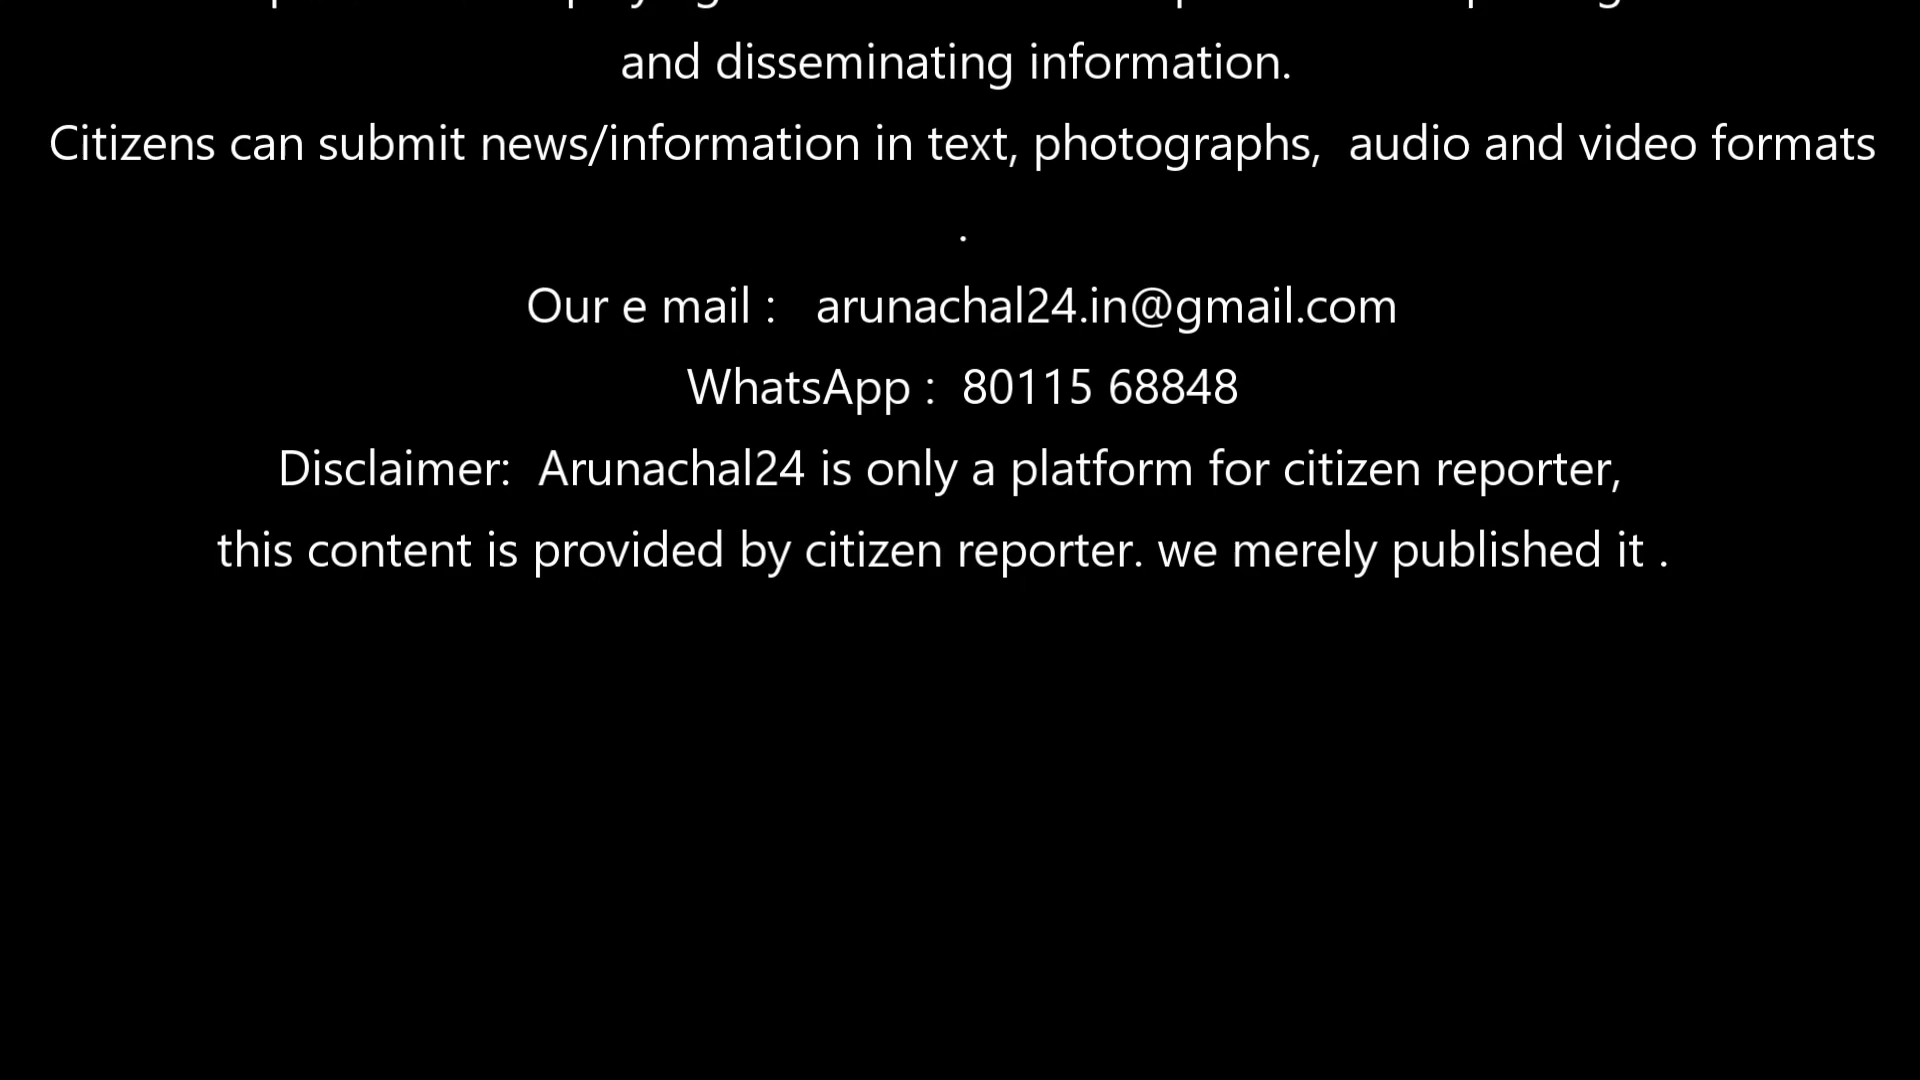 and disseminating information.
Citizens can submit news/information in text, photographs,  audio and video formats
.
Our e mail :   arunachal24.in@gmail.com
WhatsApp :  80115 68848
Disclaimer:  Arunachal24 is only a platform for citizen reporter,
this content is provided by citizen reporter. we merely published it .